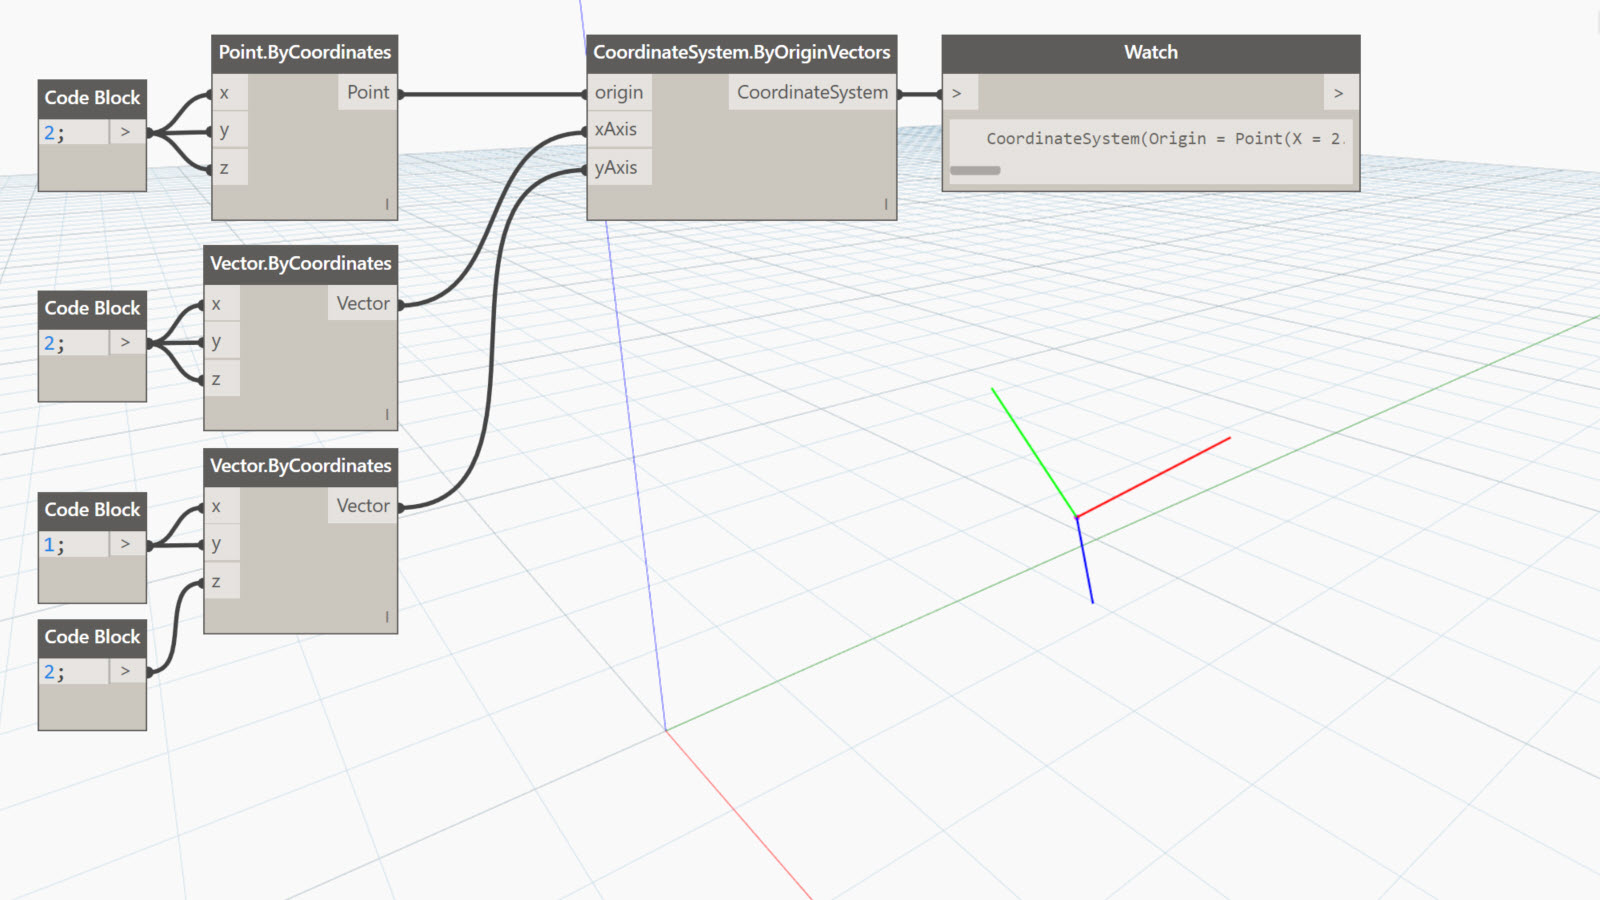 Code Block
2; >
Point.ByCoordinates
x Point
y
z
l
Code Block
2; >
Vector.ByCoordinates
x Vector
y
z
l
Code Block
1; >
Code Block
2; >
Vector.ByCoordinates
x Vector
y
z
l
CoordinateSystem.ByOriginVectors
origin CoordinateSystem
xAxis
yAxis
l
Watch
> >
CoordinateSystem(Origin = Point(X = 2.